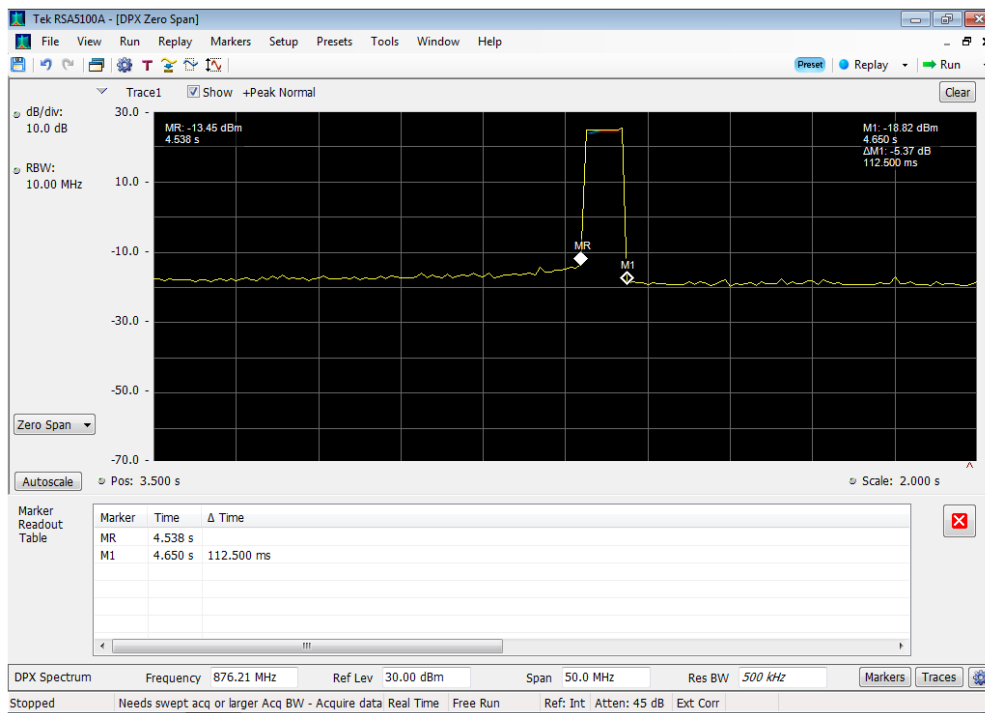 Tek RSA5100A - [DPX Zero Span]
File View Run Replay Markers Setup Presets Tools Window Help
T Preset Replay Run
Trace1 Show +Peak Normal Clear
dB/div:
10.0 dB
RBW:
10.00 MHz
30.0 -
10.0 -
-10.0 -
-30.0 -
-50.0 -
-70.0 -
MR: -13.45 dBm
4.538 s
M1: -18.82 dBm
4.650 s
ΔM1: -5.37 dB
112.500 ms
MR
M1
Zero Span
Autoscale Pos: 3.500 s Scale: 2.000 s
Marker
Readout
Table
Marker Time Δ Time
MR 4.538 s
M1 4.650 s 112.500 ms
DPX Spectrum Frequency 876.21 MHz Ref Lev 30.00 dBm Span 50.0 MHz Res BW 500 kHz Markers Traces
Stopped Needs swept acq or larger Acq BW - Acquire data Real Time Free Run Ref: Int Atten: 45 dB Ext Corr